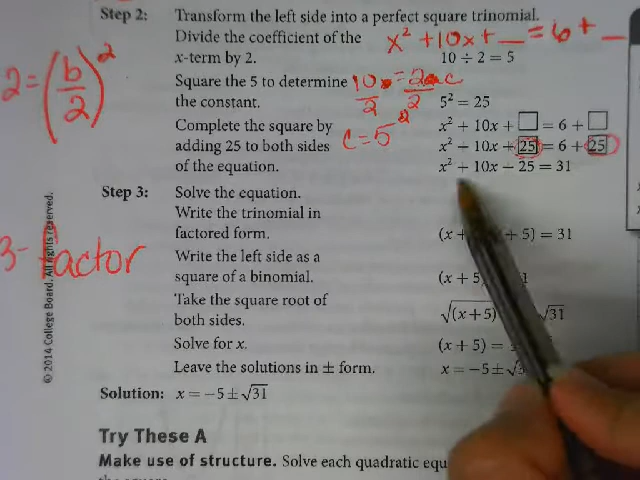 Step 2: Transform the left side into a perfect square trinomial.
Divide the coefficient of the x² + 10x + _ = 6 + _
x-term by 2. 10 ÷ 2 = 5
2 = (b/2)²
Square the 5 to determine 10 = 2c
2 2
the constant. 5² = 25
c = 5²
Complete the square by x² + 10x + □ = 6 + □
adding 25 to both sides x² + 10x + 25 = 6 + 25
of the equation. x² + 10x + 25 = 31
Step 3: Solve the equation.
Write the trinomial in
factored form. (x + 5) = 31
3- factor
Write the left side as a
square of a binomial. (x + 5)
Take the square root of
both sides. √(x + 5) √31
Solve for x. (x + 5) =
Leave the solutions in ± form. x = −5 ± √
Solution: x = −5 ± √31
Try These A
Make use of structure. Solve each quadratic equ
the square.
© 2014 College Board. All rights reserved.